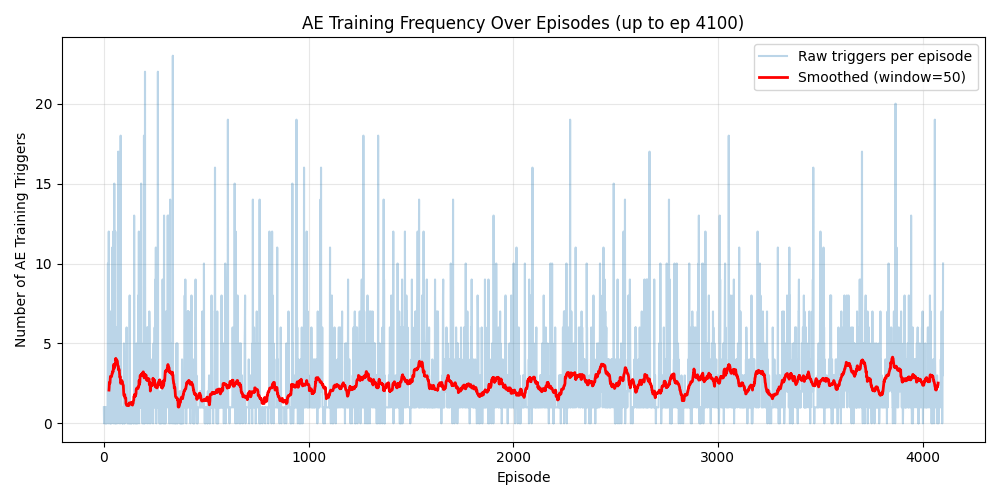 AE Training Frequency Over Episodes (up to ep 4100)
Raw triggers per episode
Smoothed (window=50)
Number of AE Training Triggers
20
15
10
5
0
0 1000 2000 3000 4000
Episode